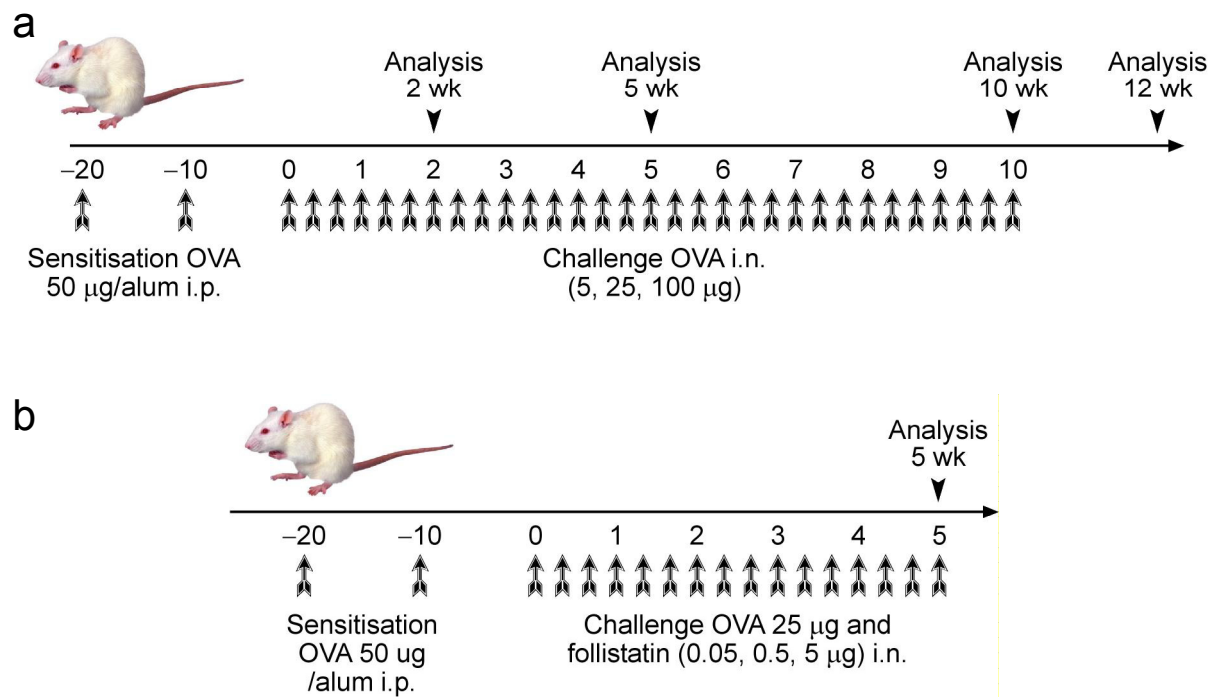 a
Analysis
2 wk
Analysis
5 wk
Analysis
10 wk
Analysis
12 wk
–20 –10 0 1 2 3 4 5 6 7 8 9 10
Sensitisation OVA
50 μg/alum i.p.
Challenge OVA i.n.
(5, 25, 100 μg)
b
Analysis
5 wk
–20 –10 0 1 2 3 4 5
Sensitisation
OVA 50 ug
/alum i.p.
Challenge OVA 25 μg and
follistatin (0.05, 0.5, 5 μg) i.n.